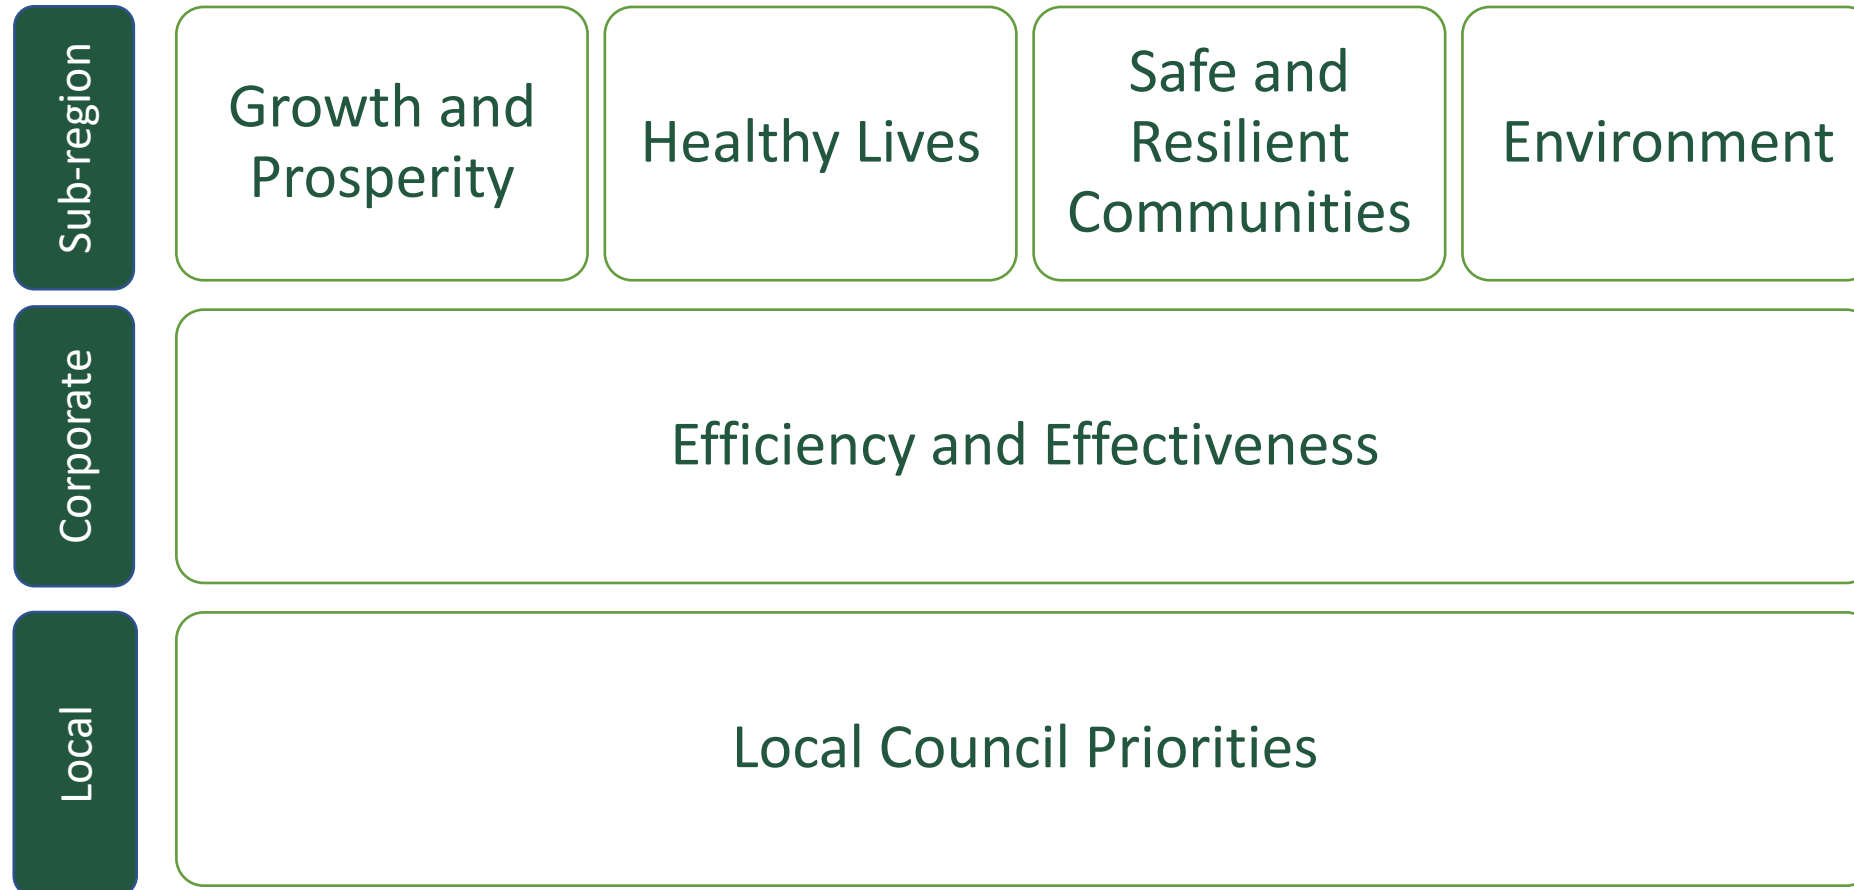 Sub-region
Growth and
Prosperity
Healthy Lives
Safe and
Resilient
Communities
Environment
Corporate
Efficiency and Effectiveness
Local
Local Council Priorities